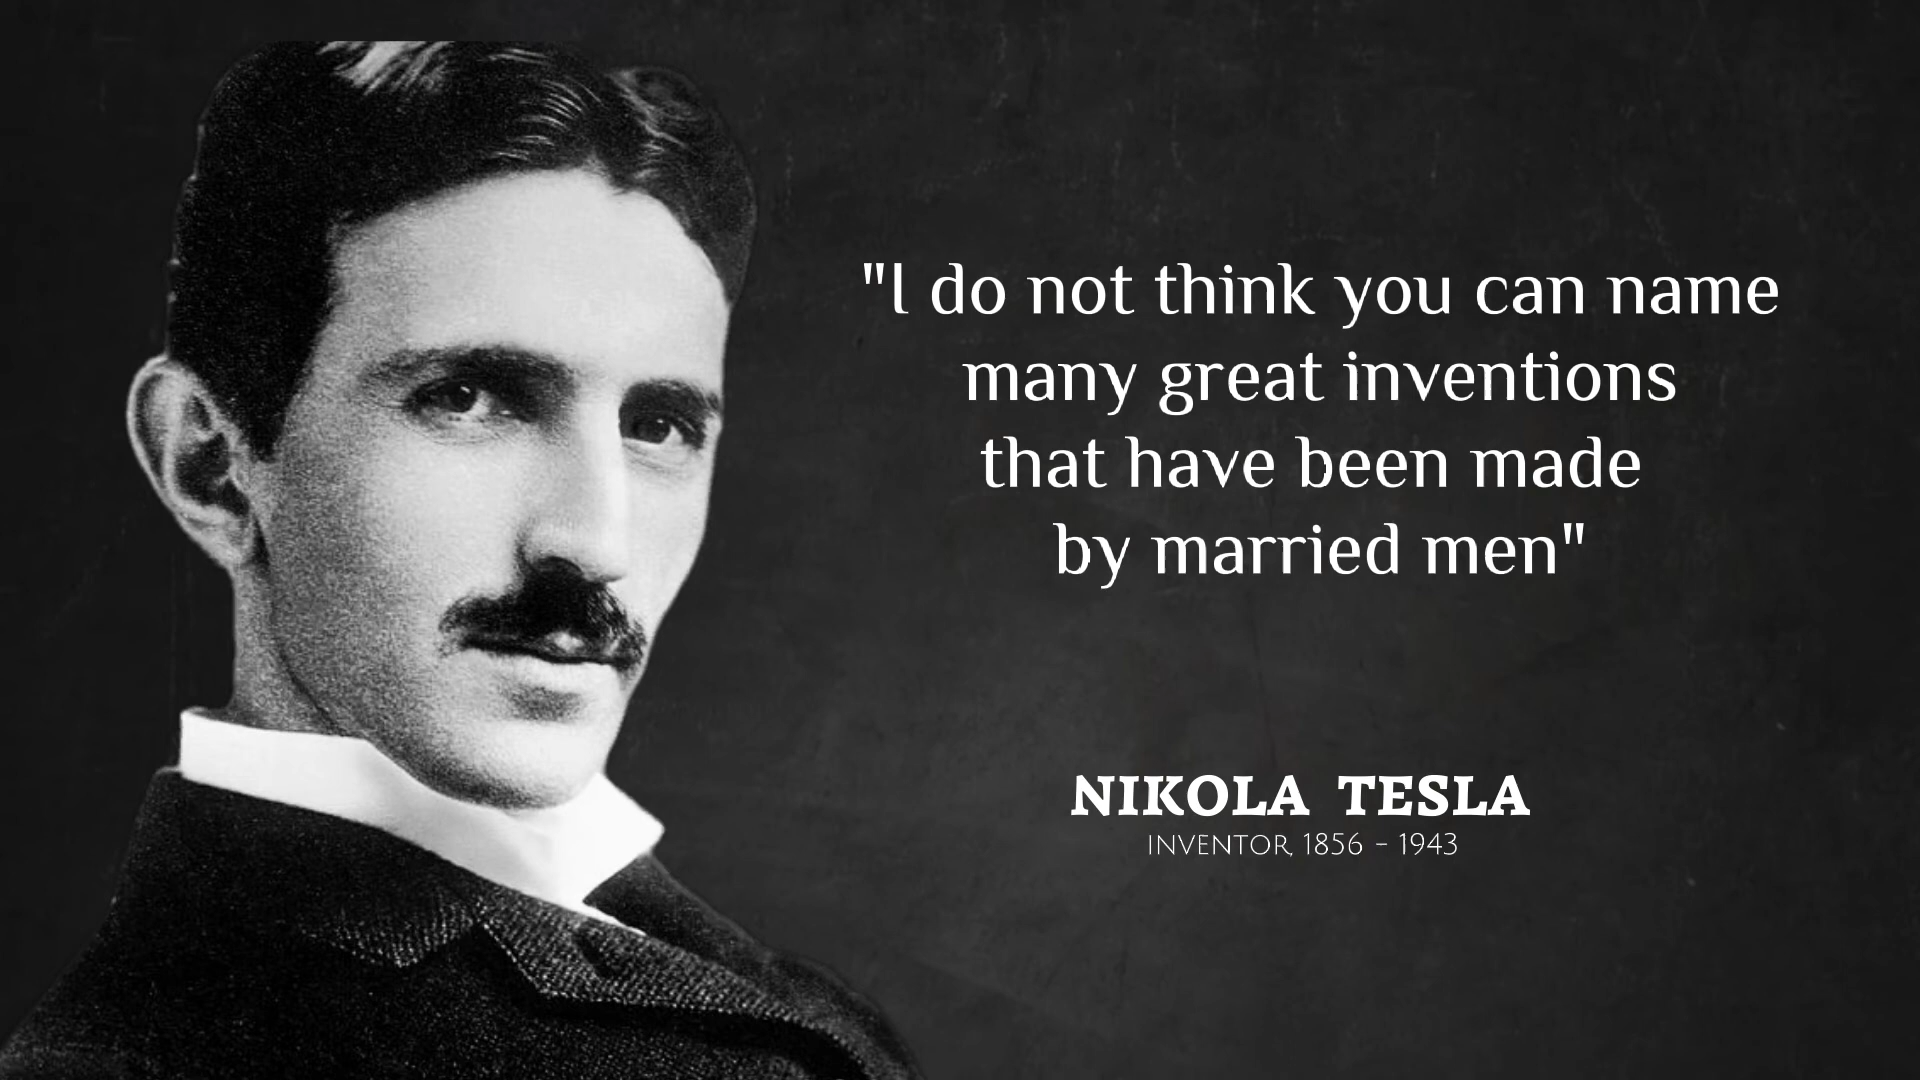 "I do not think you can name
many great inventions
that have been made
by married men"
NIKOLA TESLA
INVENTOR, 1856 - 1943